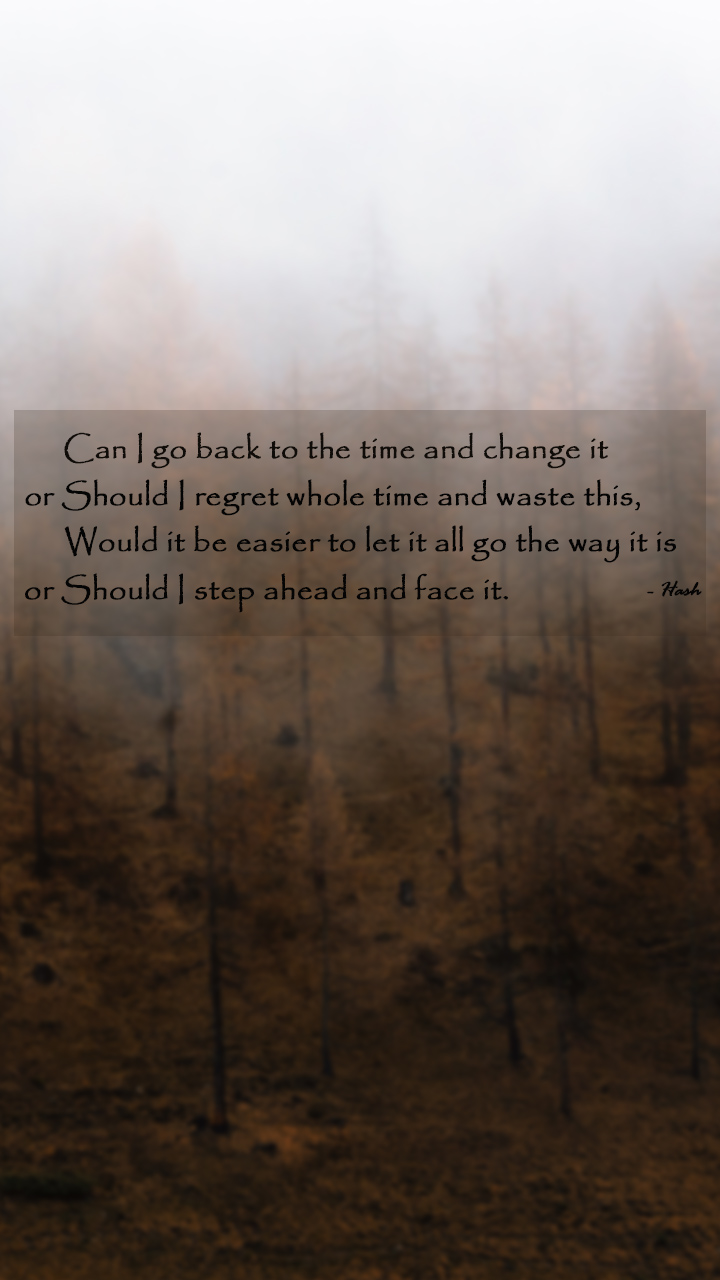 Can I go back to the time and change it
or Should I regret whole time and waste this,
Would it be easier to let it all go the way it is
or Should I step ahead and face it.
- Hash